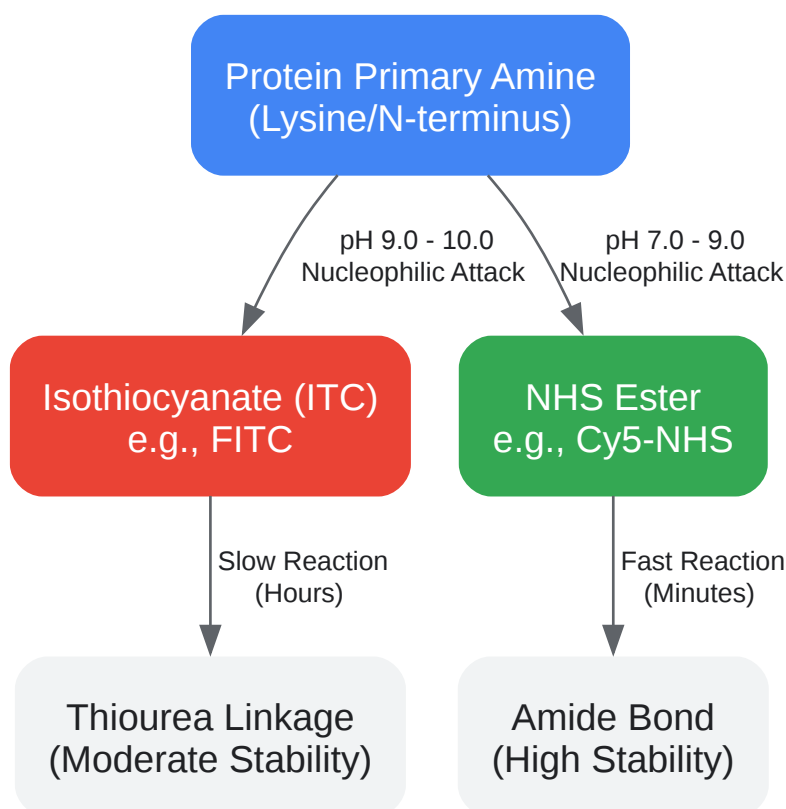 Protein Primary Amine
(Lysine/N-terminus)
pH 9.0 - 10.0
Nucleophilic Attack
pH 7.0 - 9.0
Nucleophilic Attack
Isothiocyanate (ITC)
e.g., FITC
NHS Ester
e.g., Cy5-NHS
Slow Reaction
(Hours)
Fast Reaction
(Minutes)
Thiourea Linkage
(Moderate Stability)
Amide Bond
(High Stability)